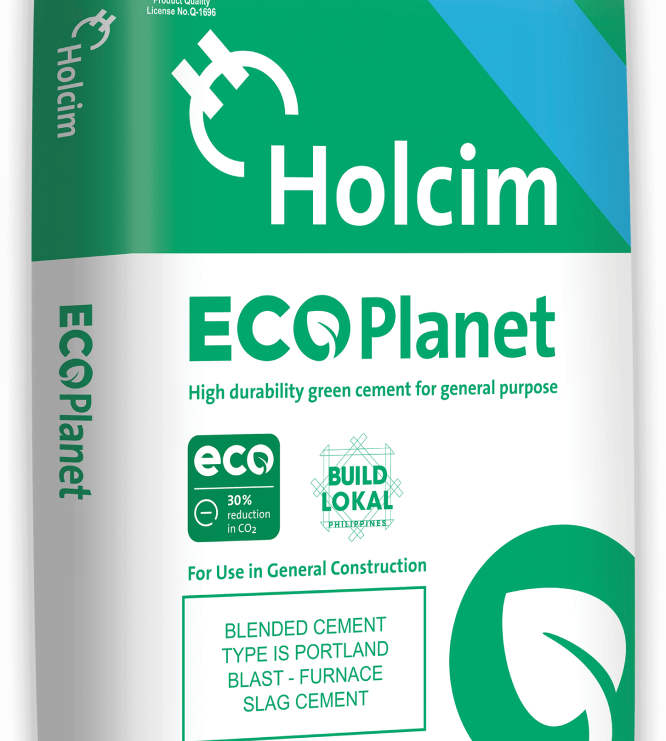 Product Quality
License No.Q-1696
Holcim
Holcim
ECOPlanet
ECOPlanet
High durability green cement for general purpose
eco
30%
reduction
in CO₂
BUILD
LOKAL
PHILIPPINES
For Use in General Construction
BLENDED CEMENT
TYPE IS PORTLAND
BLAST - FURNACE
SLAG CEMENT